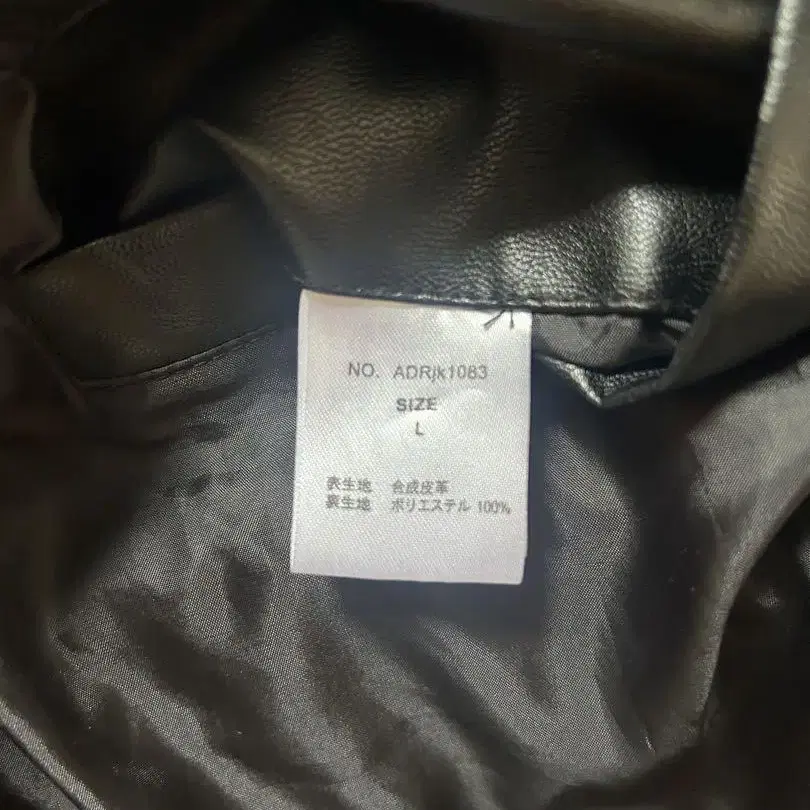 NO. ADRjk1083
SIZE
L
表生地 合成皮革
裏生地 ポリエステル 100%